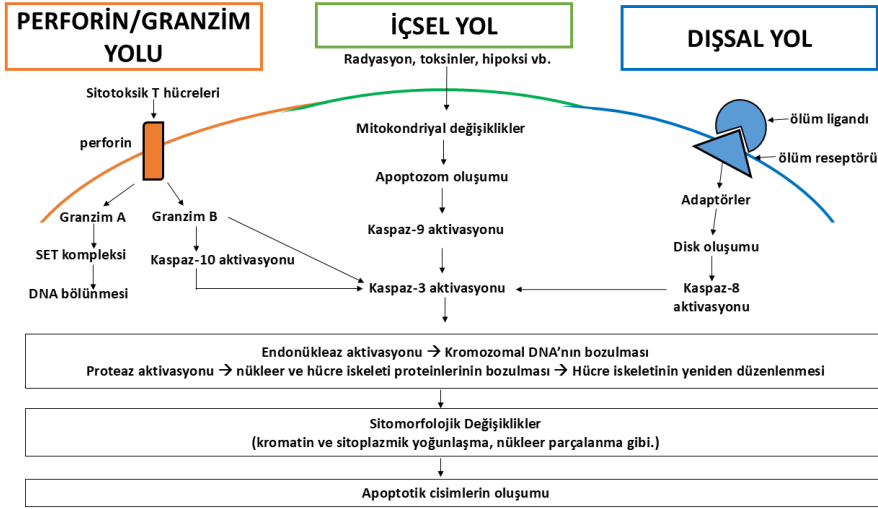 PERFORİN/GRANZİM
YOLU
İÇSEL YOL
DIŞSAL YOL
Radyasyon, toksinler, hipoksi vb.
Sitotoksik T hücreleri
perforin
Granzim A
Granzim B
SET kompleksi
Kaspaz-10 aktivasyonu
DNA bölünmesi
Mitokondriyal değişiklikler
Apoptozom oluşumu
Kaspaz-9 aktivasyonu
Kaspaz-3 aktivasyonu
ölüm ligandı
ölüm reseptörü
Adaptörler
Disk oluşumu
Kaspaz-8
aktivasyonu
Endonükleaz aktivasyonu → Kromozomal DNA’nın bozulması
Proteaz aktivasyonu → nükleer ve hücre iskeleti proteinlerinin bozulması → Hücre iskeletinin yeniden düzenlenmesi
Sitomorfolojik Değişiklikler
(kromatin ve sitoplazmik yoğunlaşma, nükleer parçalanma gibi.)
Apoptotik cisimlerin oluşumu